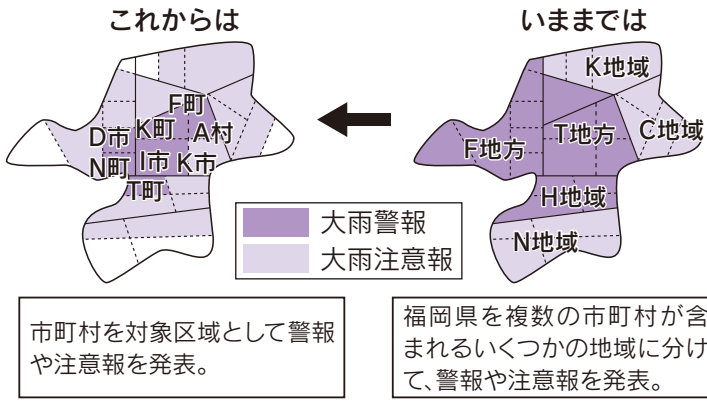 これからは
いままでは
F町
K町
A村
D市
N町
I市
K市
T町
K地域
C地域
T地方
F地方
H地域
N地域
大雨警報
大雨注意報
市町村を対象区域として警報
や注意報を発表。
福岡県を複数の市町村が含
まれるいくつかの地域に分け
て、警報や注意報を発表。